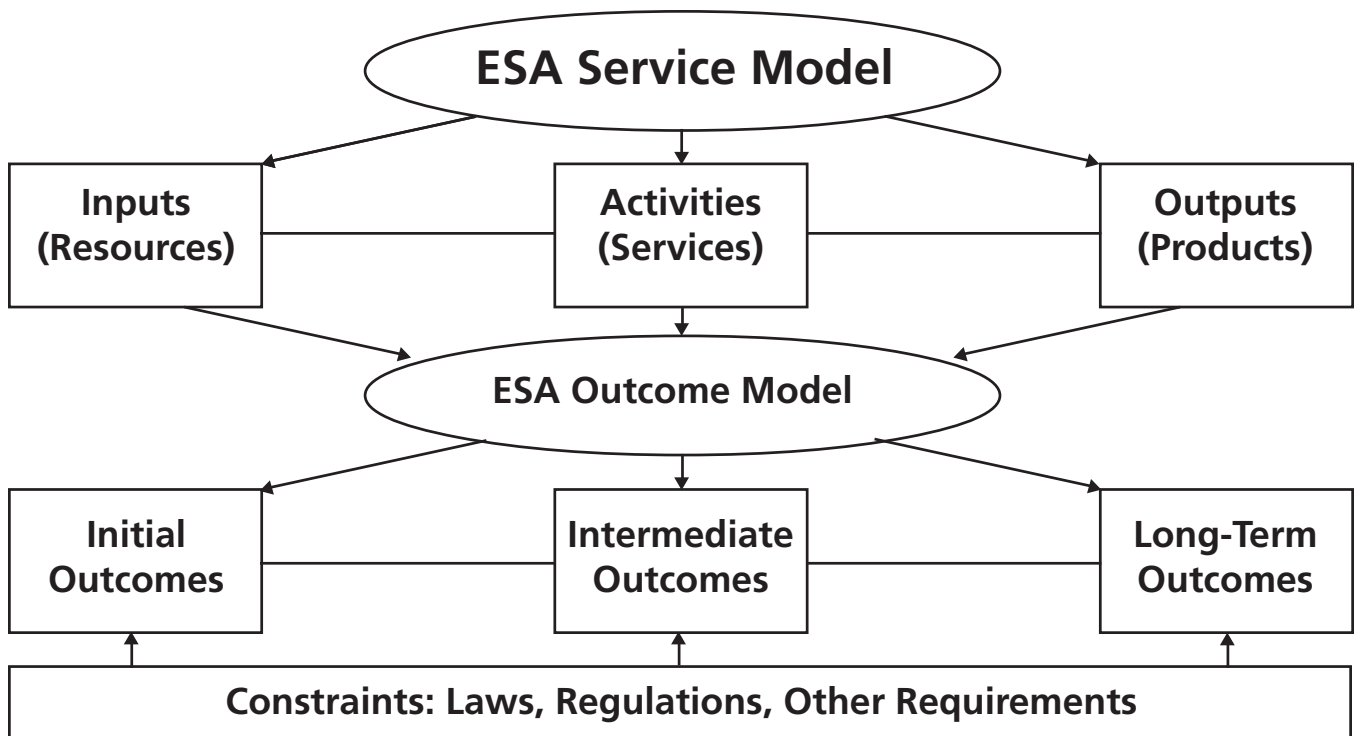 ESA Service Model
Inputs
(Resources)
Activities
(Services)
Outputs
(Products)
ESA Outcome Model
Initial
Outcomes
Intermediate
Outcomes
Long-Term
Outcomes
Constraints: Laws, Regulations, Other Requirements